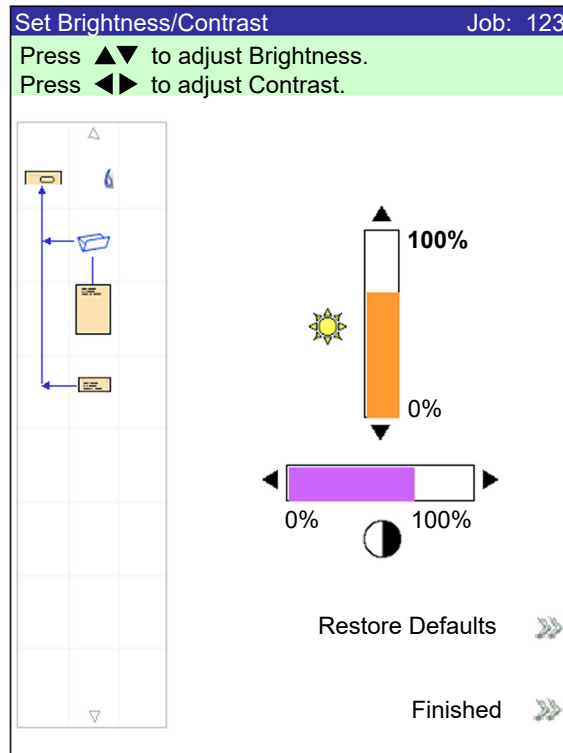 Set Brightness/Contrast Job: 123
Press ▲▼ to adjust Brightness.
Press ◀▶ to adjust Contrast.
100%
0%
0% 100%
Restore Defaults
Finished